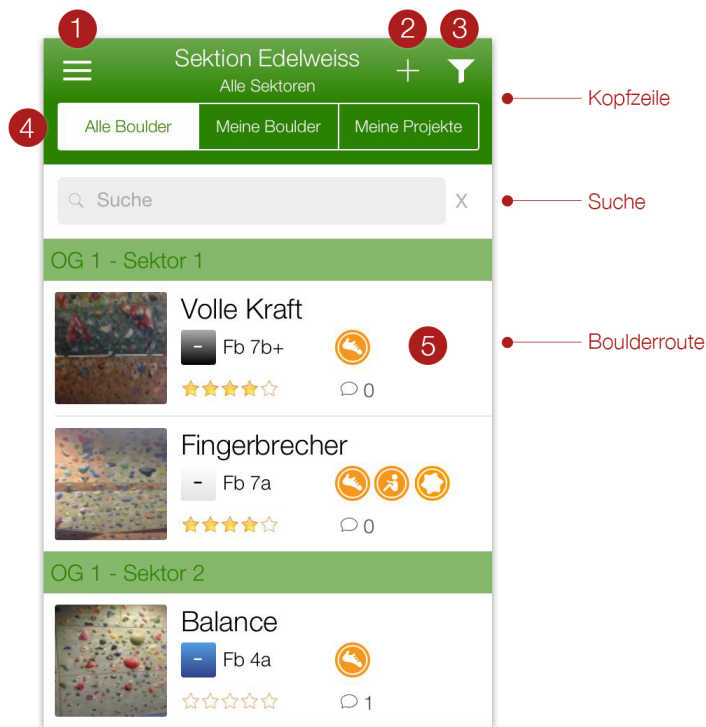 1
2
3
Sektion Edelweiss
Alle Sektoren
Kopfzeile
4
Alle Boulder
Meine Boulder
Meine Projekte
Suche
X
Suche
OG 1 - Sektor 1
Volle Kraft
- Fb 7b+
5
Boulderroute
0
Fingerbrecher
- Fb 7a
0
OG 1 - Sektor 2
Balance
- Fb 4a
1